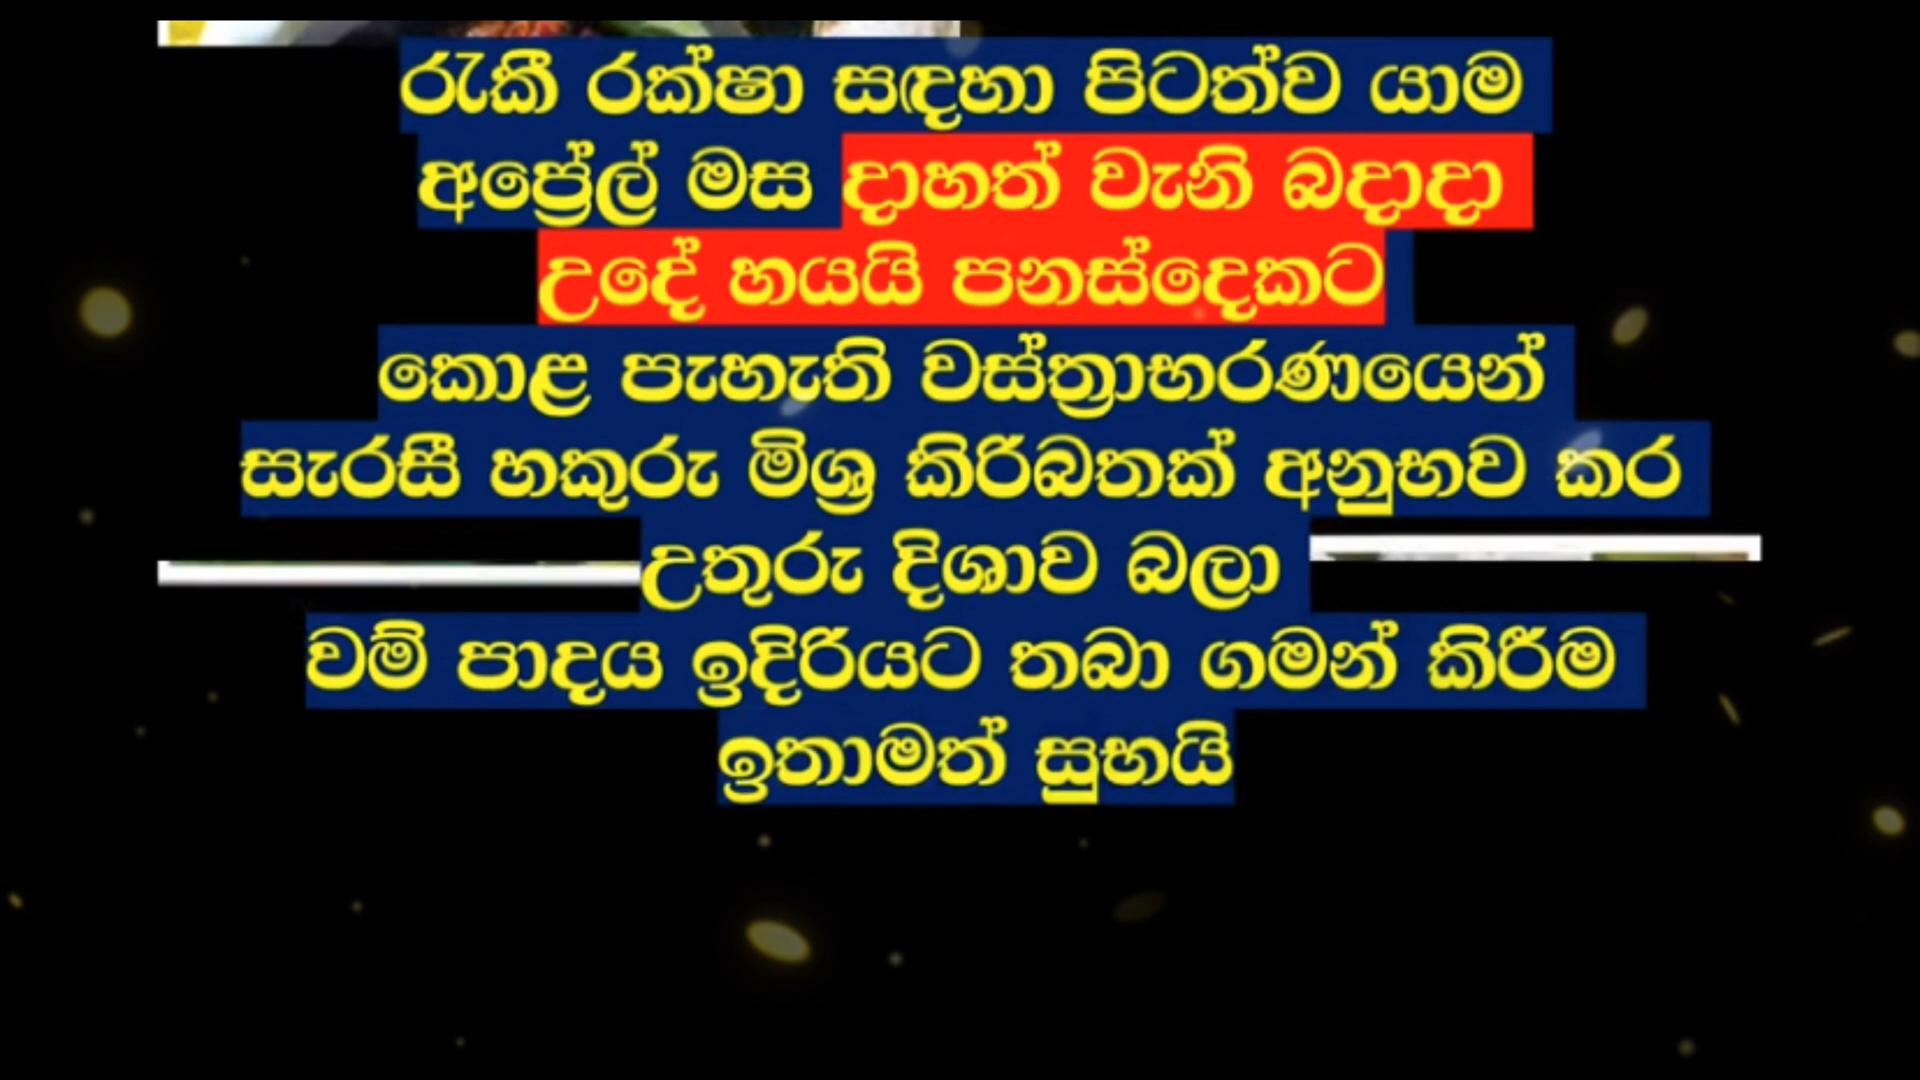 රැකී රක්ෂා සඳහා පිටත්ව යාම
අප්‍රේල් මස දාහත් වැනි බදාදා
උදේ හයයි පනස්දෙකට
කොළ පැහැති වස්ත්‍රාභරණයෙන්
සැරසී හකුරු මිශ්‍ර කිරිබතක් අනුභව කර
උතුරු දිශාව බලා
වම් පාදය ඉදිරියට තබා ගමන් කිරීම
ඉතාමත් සුභයි